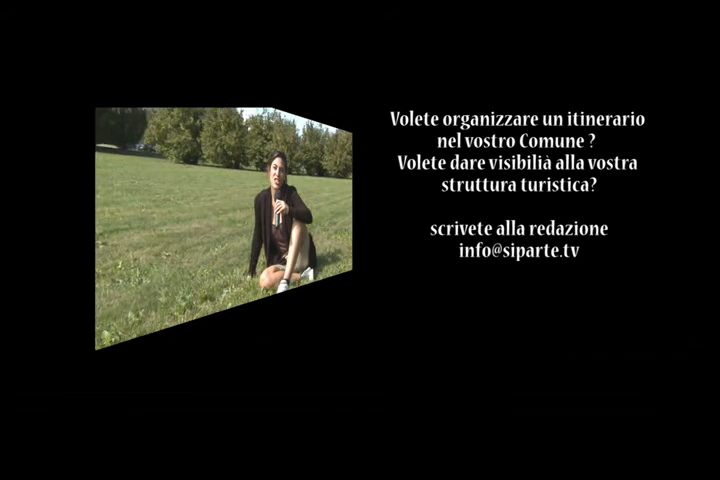 Volete organizzare un itinerario
nel vostro Comune ?
Volete dare visibilià alla vostra
struttura turistica?
scrivete alla redazione
info@siparte.tv